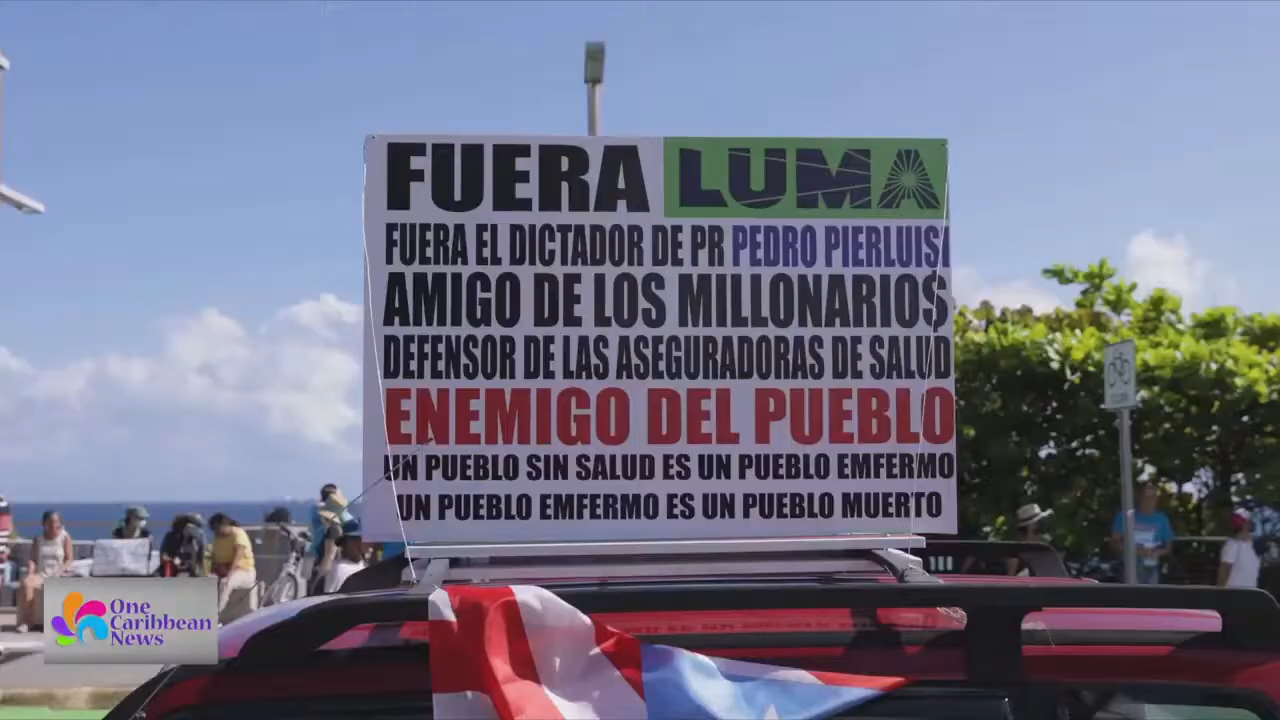 FUERA LUMA
FUERA EL DICTADOR DE PR PEDRO PIERLUISI
AMIGO DE LOS MILLONARIOS
DEFENSOR DE LAS ASEGURADORAS DE SALUD
ENEMIGO DEL PUEBLO
UN PUEBLO SIN SALUD ES UN PUEBLO EMFERMO
UN PUEBLO EMFERMO ES UN PUEBLO MUERTO
One
Caribbean
News